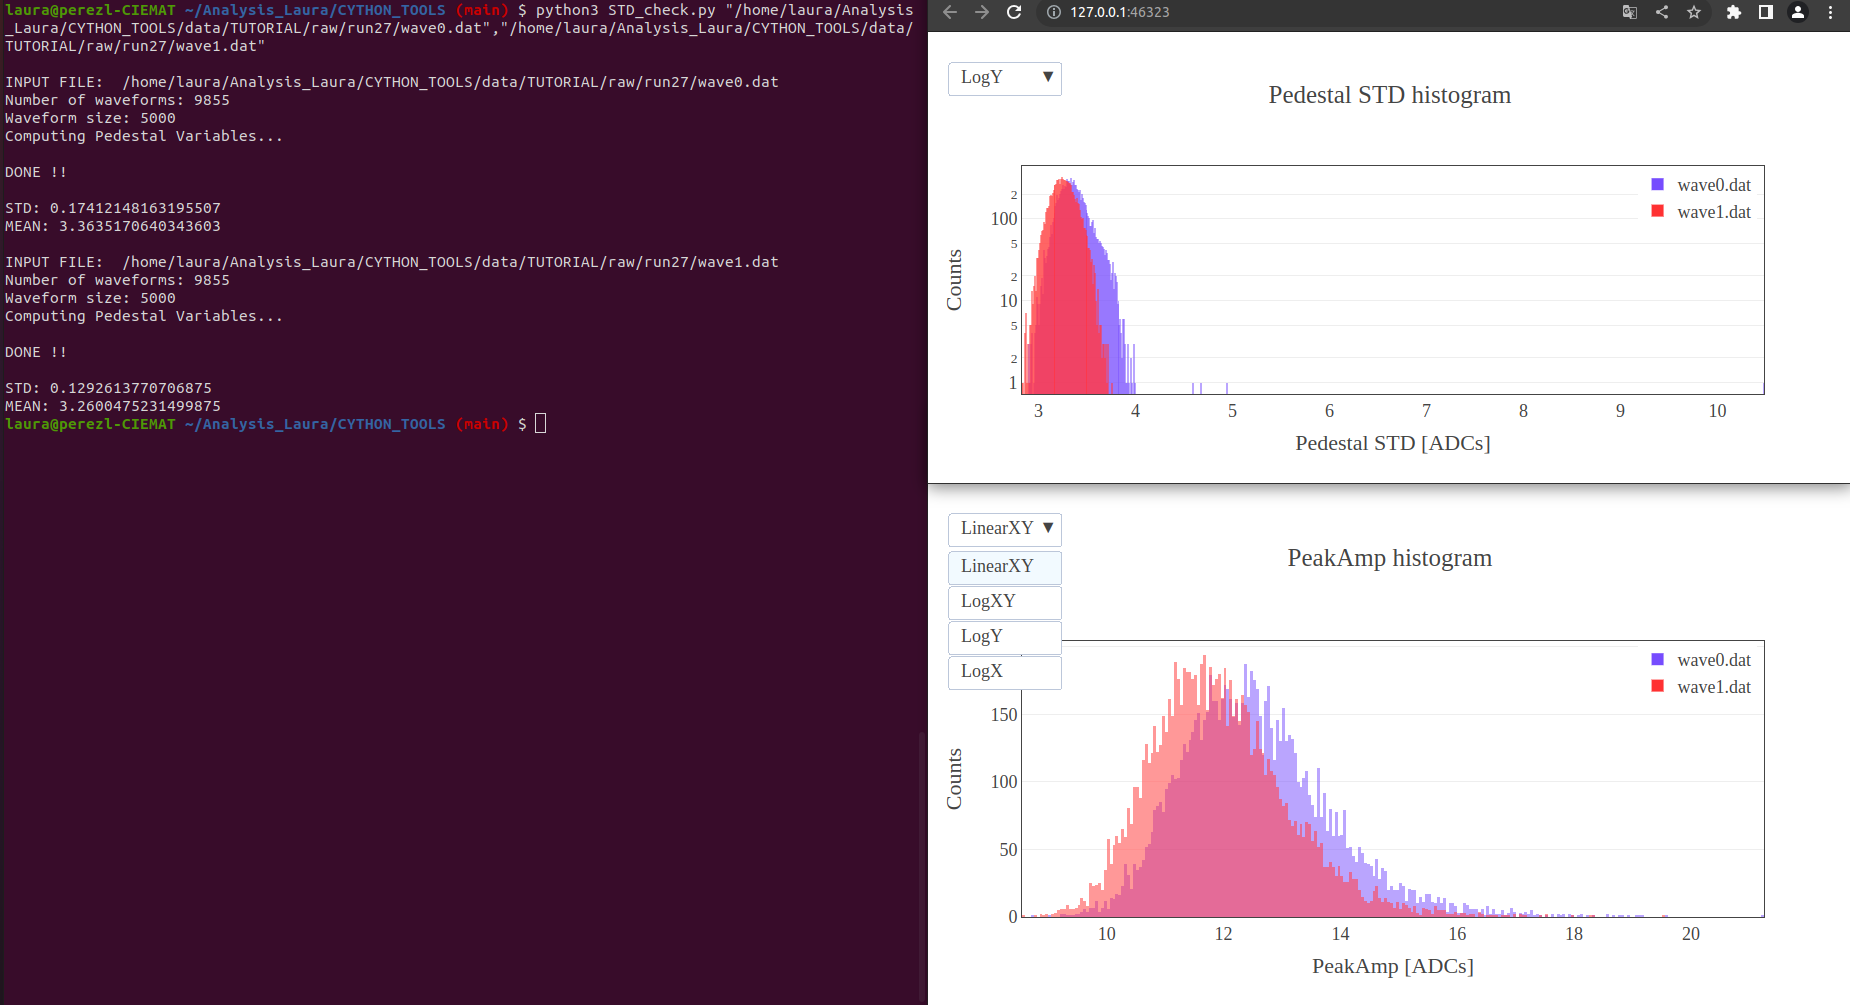 laura@perezl-CIEMAT ~/Analysis_Laura/CYTHON_TOOLS (main) $ python3 STD_check.py "/home/laura/Analysis
_Laura/CYTHON_TOOLS/data/TUTORIAL/raw/run27/wave0.dat","/home/laura/Analysis_Laura/CYTHON_TOOLS/data/
TUTORIAL/raw/run27/wave1.dat"
INPUT FILE:  /home/laura/Analysis_Laura/CYTHON_TOOLS/data/TUTORIAL/raw/run27/wave0.dat
Number of waveforms: 9855
Waveform size: 5000
Computing Pedestal Variables...
DONE !!
STD: 0.17412148163195507
MEAN: 3.3635170640343603
INPUT FILE:  /home/laura/Analysis_Laura/CYTHON_TOOLS/data/TUTORIAL/raw/run27/wave1.dat
Number of waveforms: 9855
Waveform size: 5000
Computing Pedestal Variables...
DONE !!
STD: 0.1292613770706875
MEAN: 3.2600475231499875
laura@perezl-CIEMAT ~/Analysis_Laura/CYTHON_TOOLS (main) $
127.0.0.1:46323
LogY ▼
Pedestal STD histogram
wave0.dat
wave1.dat
2
100
5
2
10
5
2
1
Counts
3 4 5 6 7 8 9 10
Pedestal STD [ADCs]
LinearXY ▼
LinearXY
LogXY
LogY
LogX
PeakAmp histogram
wave0.dat
wave1.dat
150
100
50
0
Counts
10 12 14 16 18 20
PeakAmp [ADCs]